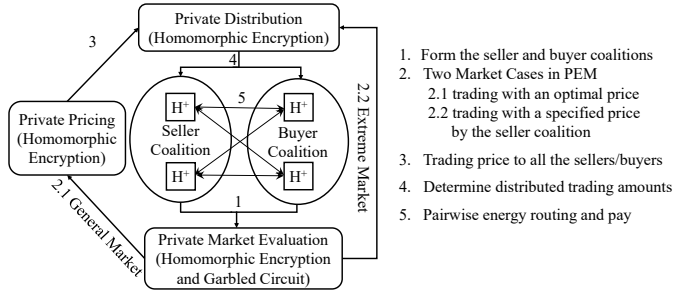 Private Distribution
(Homomorphic Encryption)
3
4
H+
5
H+
Seller
Coalition
Buyer
Coalition
H+
H+
Private Pricing
(Homomorphic
Encryption)
2.1 General Market
2.2 Extreme Market
1
Private Market Evaluation
(Homomorphic Encryption
and Garbled Circuit)
1. Form the seller and buyer coalitions
2. Two Market Cases in PEM
2.1 trading with an optimal price
2.2 trading with a specified price
by the seller coalition
3. Trading price to all the sellers/buyers
4. Determine distributed trading amounts
5. Pairwise energy routing and pay